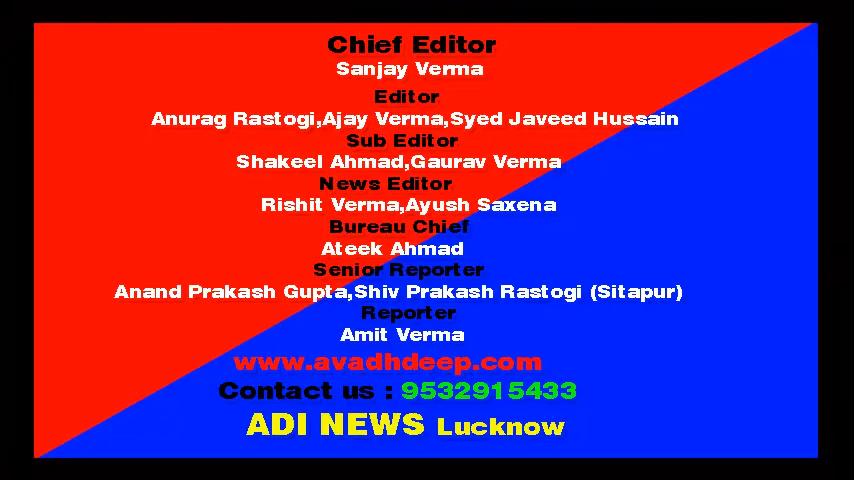 Chief Editor
Sanjay Verma
Editor
Anurag Rastogi,Ajay Verma,Syed Javeed Hussain
Sub Editor
Shakeel Ahmad,Gaurav Verma
News Editor
Rishit Verma,Ayush Saxena
Bureau Chief
Ateek Ahmad
Senior Reporter
Anand Prakash Gupta,Shiv Prakash Rastogi (Sitapur)
Reporter
Amit Verma
www.avadhdeep.com
Contact us : 9532915433
ADI NEWS Lucknow